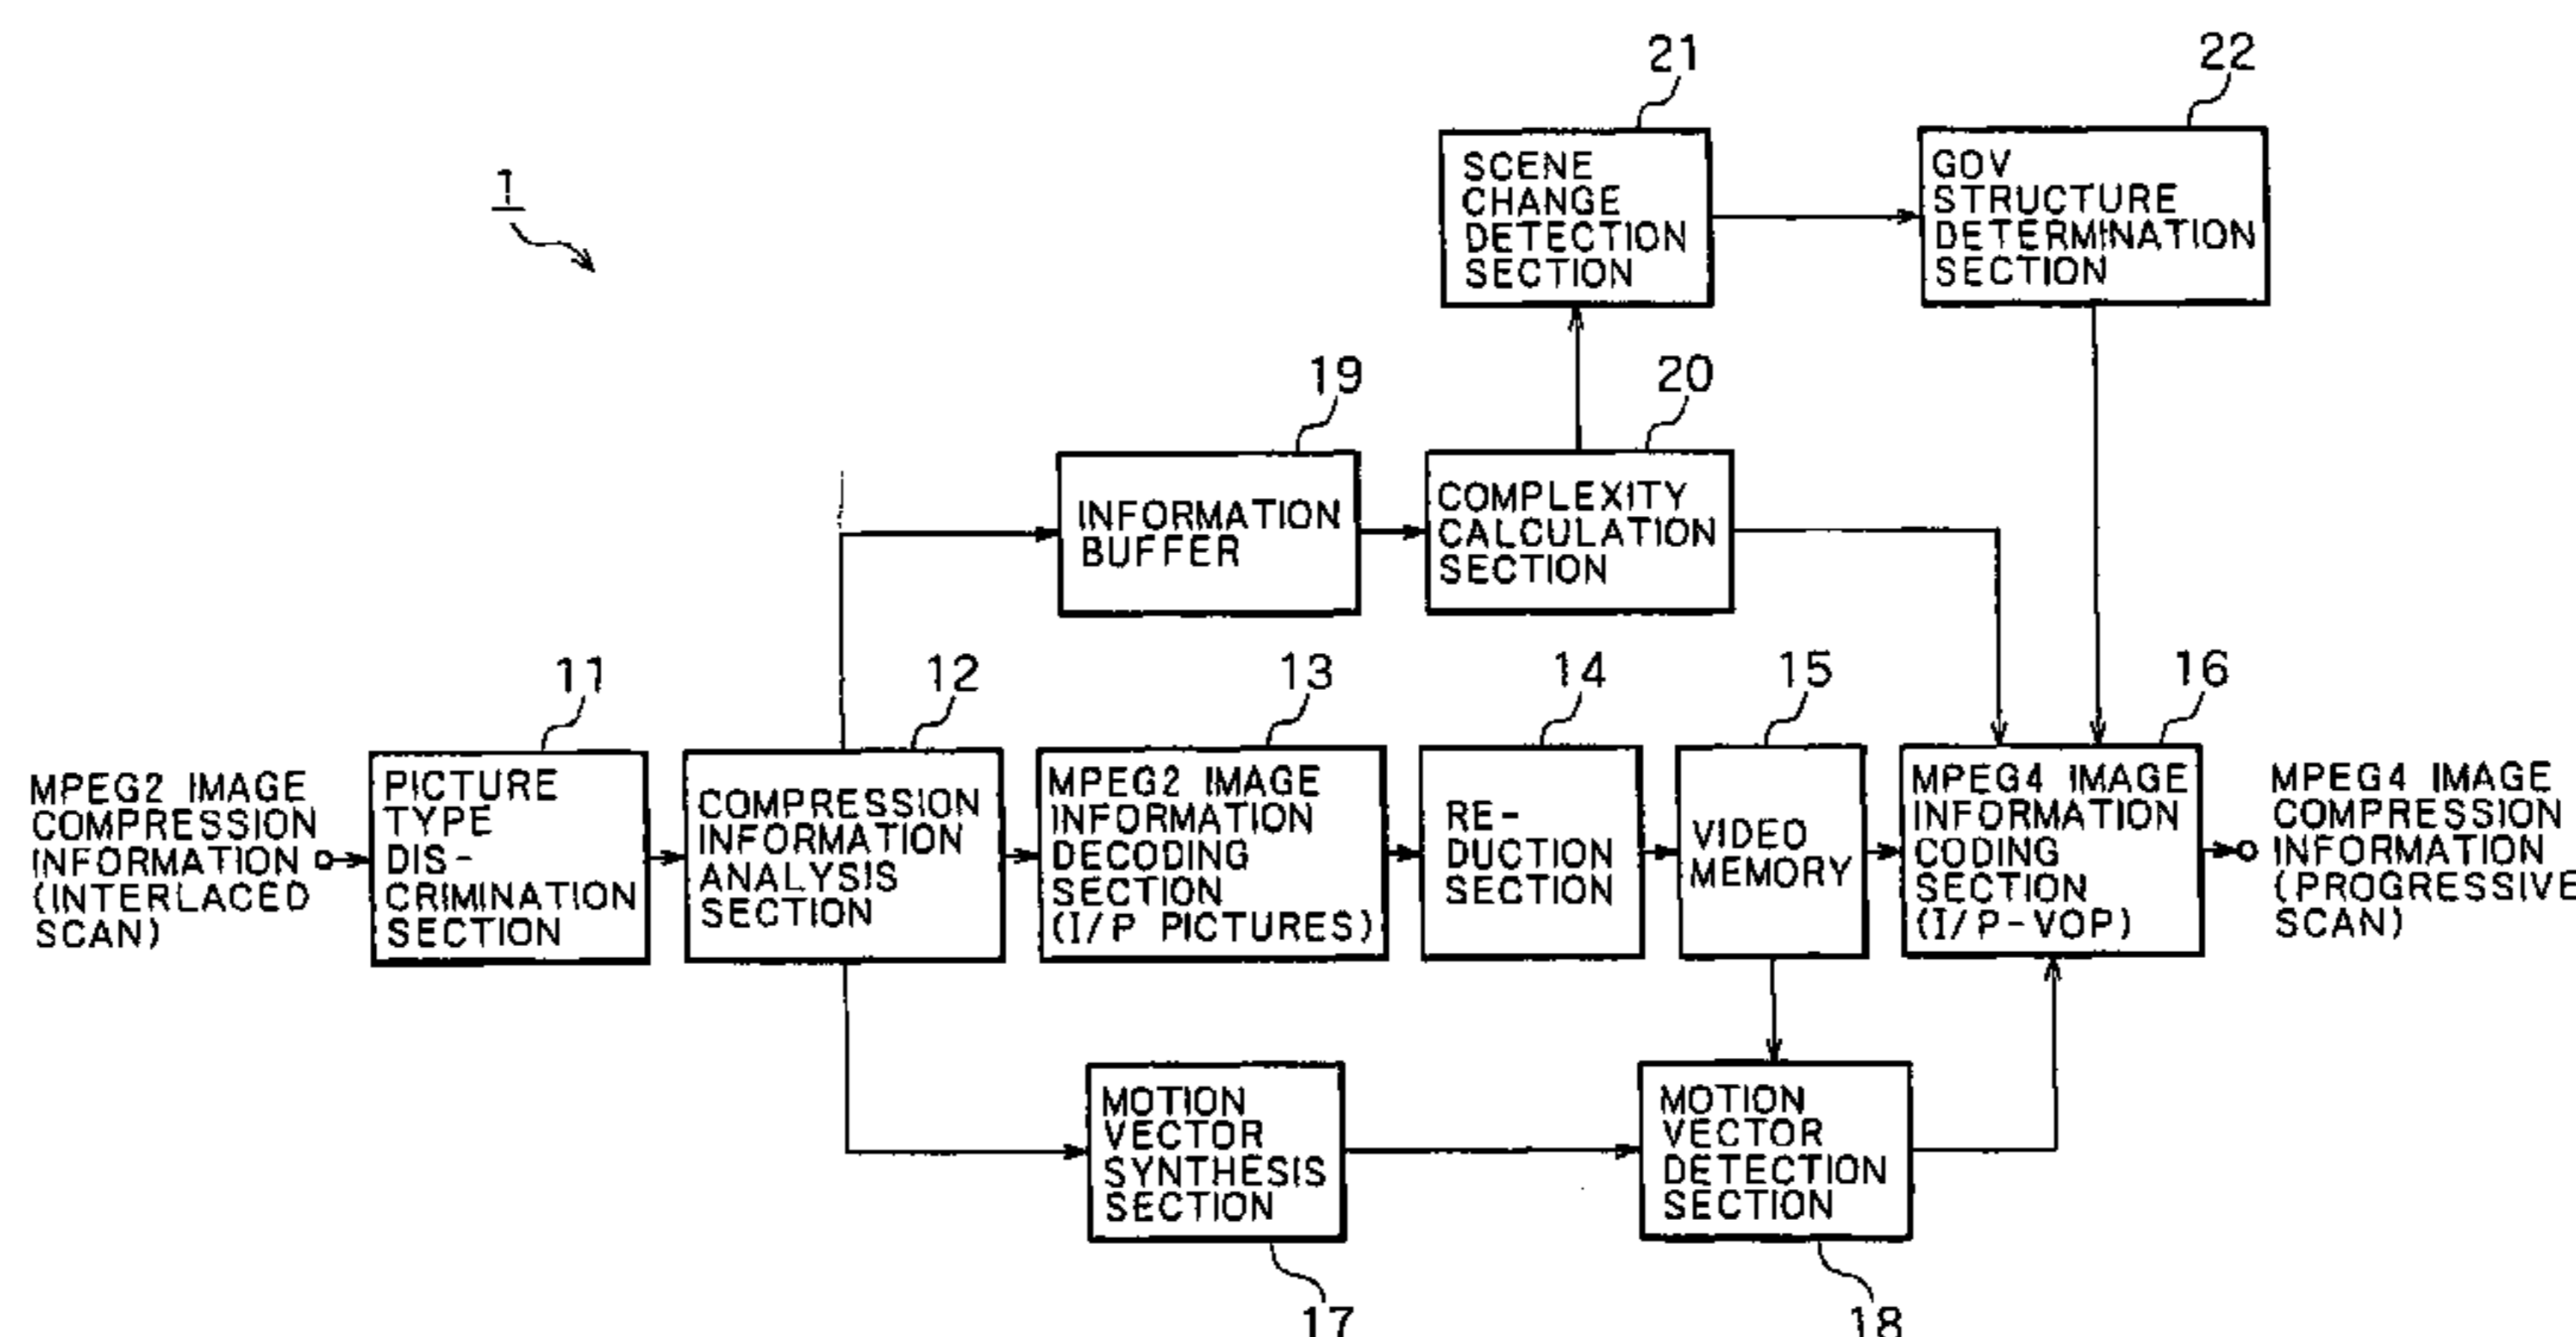 21
22
1
SCENE
CHANGE
DETECTION
SECTION
GOV
STRUCTURE
DETERMINATION
SECTION
19
20
INFORMATION
BUFFER
COMPLEXITY
CALCULATION
SECTION
11
12
13
14
15
16
MPEG2 IMAGE
COMPRESSION
INFORMATION
(INTERLACED
SCAN)
PICTURE
TYPE
DIS-
CRIMINATION
SECTION
COMPRESSION
INFORMATION
ANALYSIS
SECTION
MPEG2 IMAGE
INFORMATION
DECODING
SECTION
(I/P PICTURES)
RE-
DUCTION
SECTION
VIDEO
MEMORY
MPEG4 IMAGE
INFORMATION
CODING
SECTION
(I/P-VOP)
MPEG4 IMAGE
COMPRESSION
INFORMATION
(PROGRESSIVE
SCAN)
MOTION
VECTOR
SYNTHESIS
SECTION
MOTION
VECTOR
DETECTION
SECTION
17
18